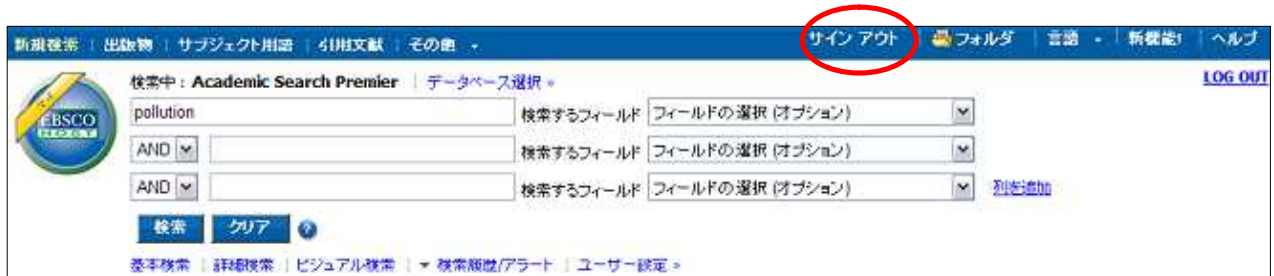 新規検索 出版物 サブジェクト用語 引用文献 その他 サイン アウト フォルダ 言語 新機能! ヘルプ
検索中 : Academic Search Premier データベース選択 » LOG OUT
pollution 検索するフィールド フィールドの選択 (オプション)
AND 検索するフィールド フィールドの選択 (オプション)
AND 検索するフィールド フィールドの選択 (オプション) 列を追加
EBSCO
HOST
検索 クリア ?
基本検索 詳細検索 ビジュアル検索 検索履歴/アラート ユーザー設定 »